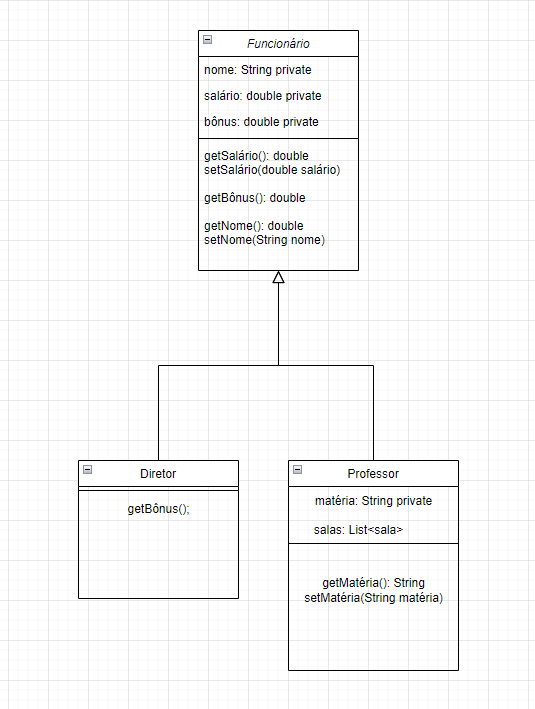 Funcionário
nome: String private
salário: double private
bônus: double private
getSalário(): double
setSalário(double salário)
getBônus(): double
getNome(): double
setNome(String nome)
Diretor
getBônus();
Professor
matéria: String private
salas: List<sala>
getMatéria(): String
setMatéria(String matéria)